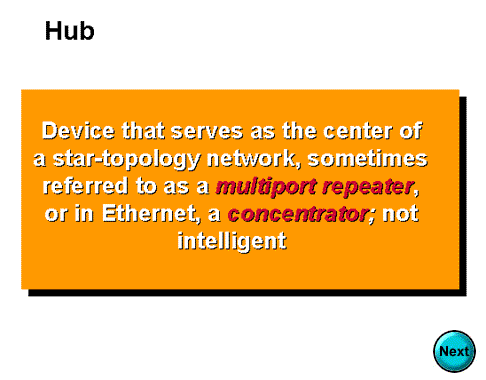 Hub
Device that serves as the center of
a star-topology network, sometimes
referred to as a multiport repeater,
or in Ethernet, a concentrator; not
intelligent
Next